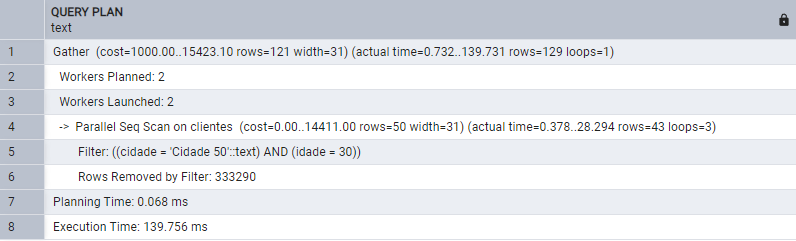 QUERY PLAN
text
1 Gather (cost=1000.00..15423.10 rows=121 width=31) (actual time=0.732..139.731 rows=129 loops=1)
2 Workers Planned: 2
3 Workers Launched: 2
4 -> Parallel Seq Scan on clientes (cost=0.00..14411.00 rows=50 width=31) (actual time=0.378..28.294 rows=43 loops=3)
5 Filter: ((cidade = 'Cidade 50'::text) AND (idade = 30))
6 Rows Removed by Filter: 333290
7 Planning Time: 0.068 ms
8 Execution Time: 139.756 ms